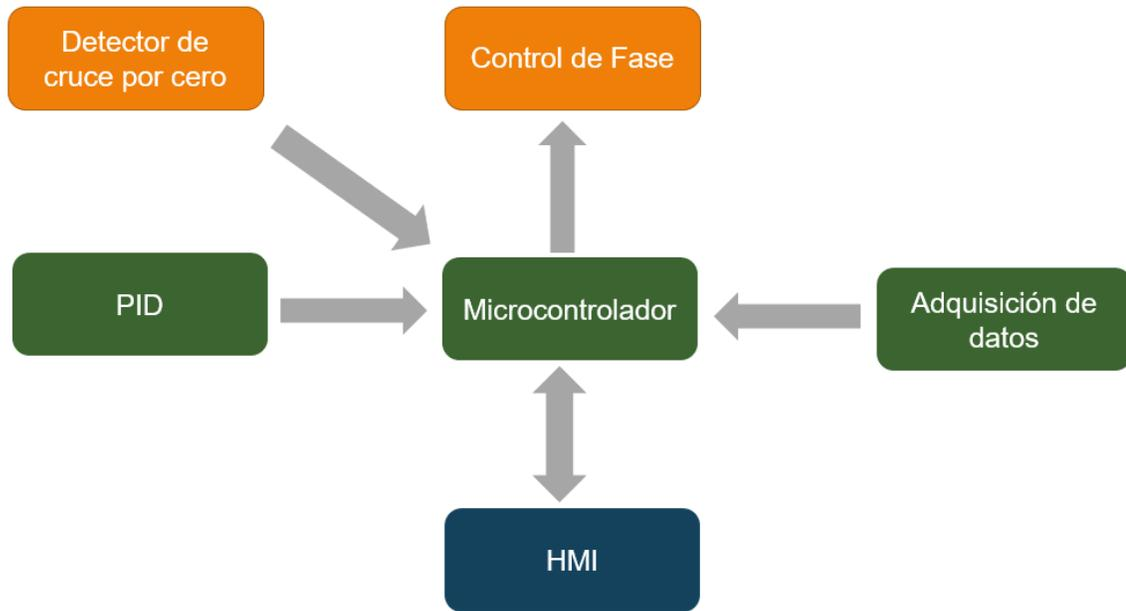 Detector de
cruce por cero
Control de Fase
PID
Microcontrolador
Adquisición de
datos
HMI